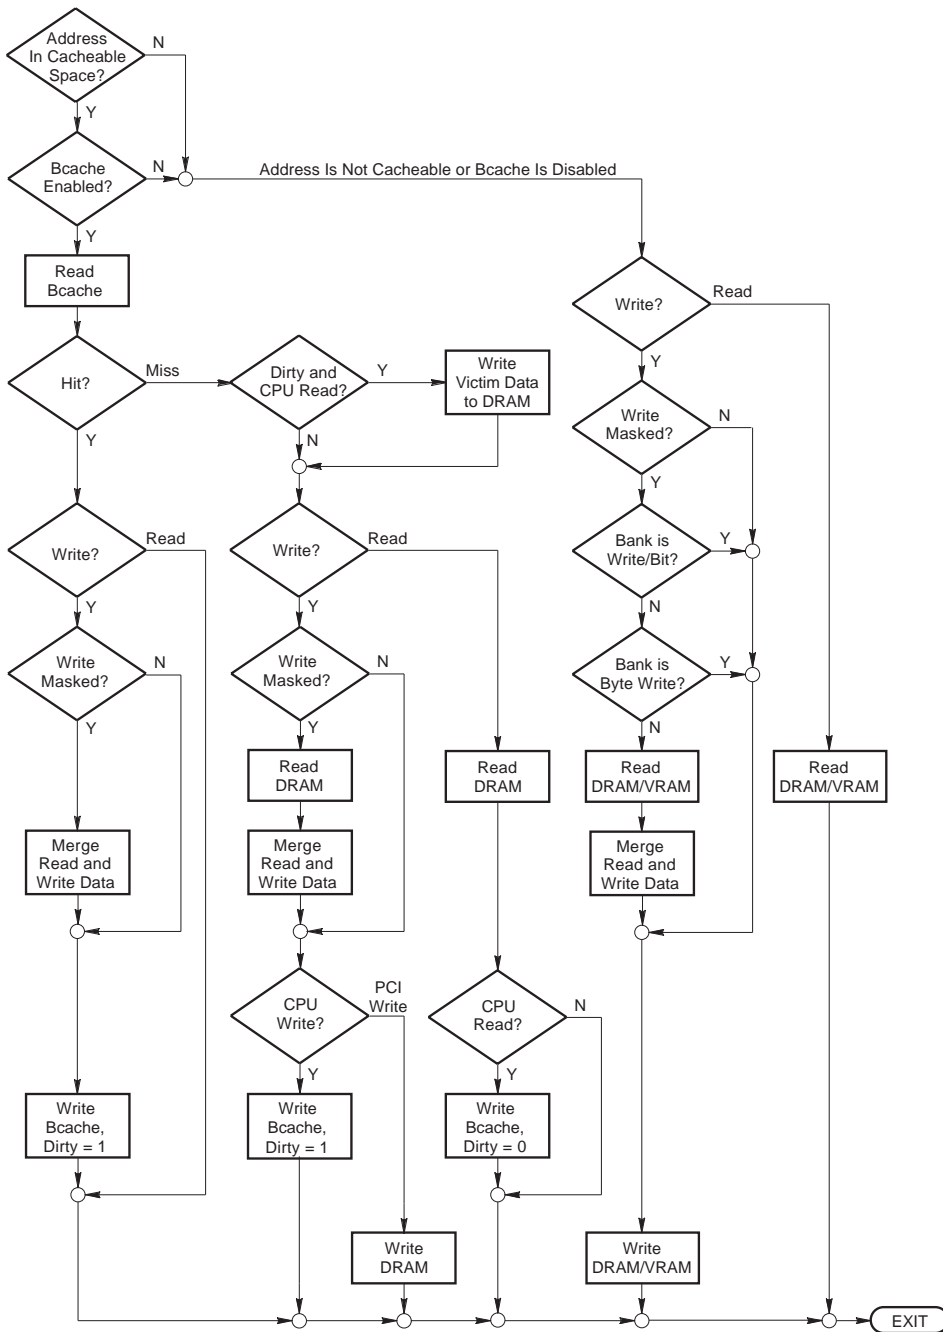 Address
In Cacheable
Space?
N
Y
Bcache
Enabled?
N
Address Is Not Cacheable or Bcache Is Disabled
Y
Read
Bcache
Write?
Read
Y
Hit?
Miss
Dirty and
CPU Read?
Y
Write
Victim Data
to DRAM
Y
N
Write
Masked?
N
Y
Write?
Read
Y
Write?
Read
Y
Bank is
Write/Bit?
Y
N
Write
Masked?
N
Y
Write
Masked?
N
Y
Bank is
Byte Write?
Y
N
Read
DRAM
Read
DRAM
Read
DRAM/VRAM
Read
DRAM/VRAM
Merge
Read and
Write Data
Merge
Read and
Write Data
Merge
Read and
Write Data
CPU
Write?
PCI
Write
Y
CPU
Read?
N
Y
Write
Bcache,
Dirty = 1
Write
Bcache,
Dirty = 1
Write
Bcache,
Dirty = 0
Write
DRAM
Write
DRAM/VRAM
EXIT